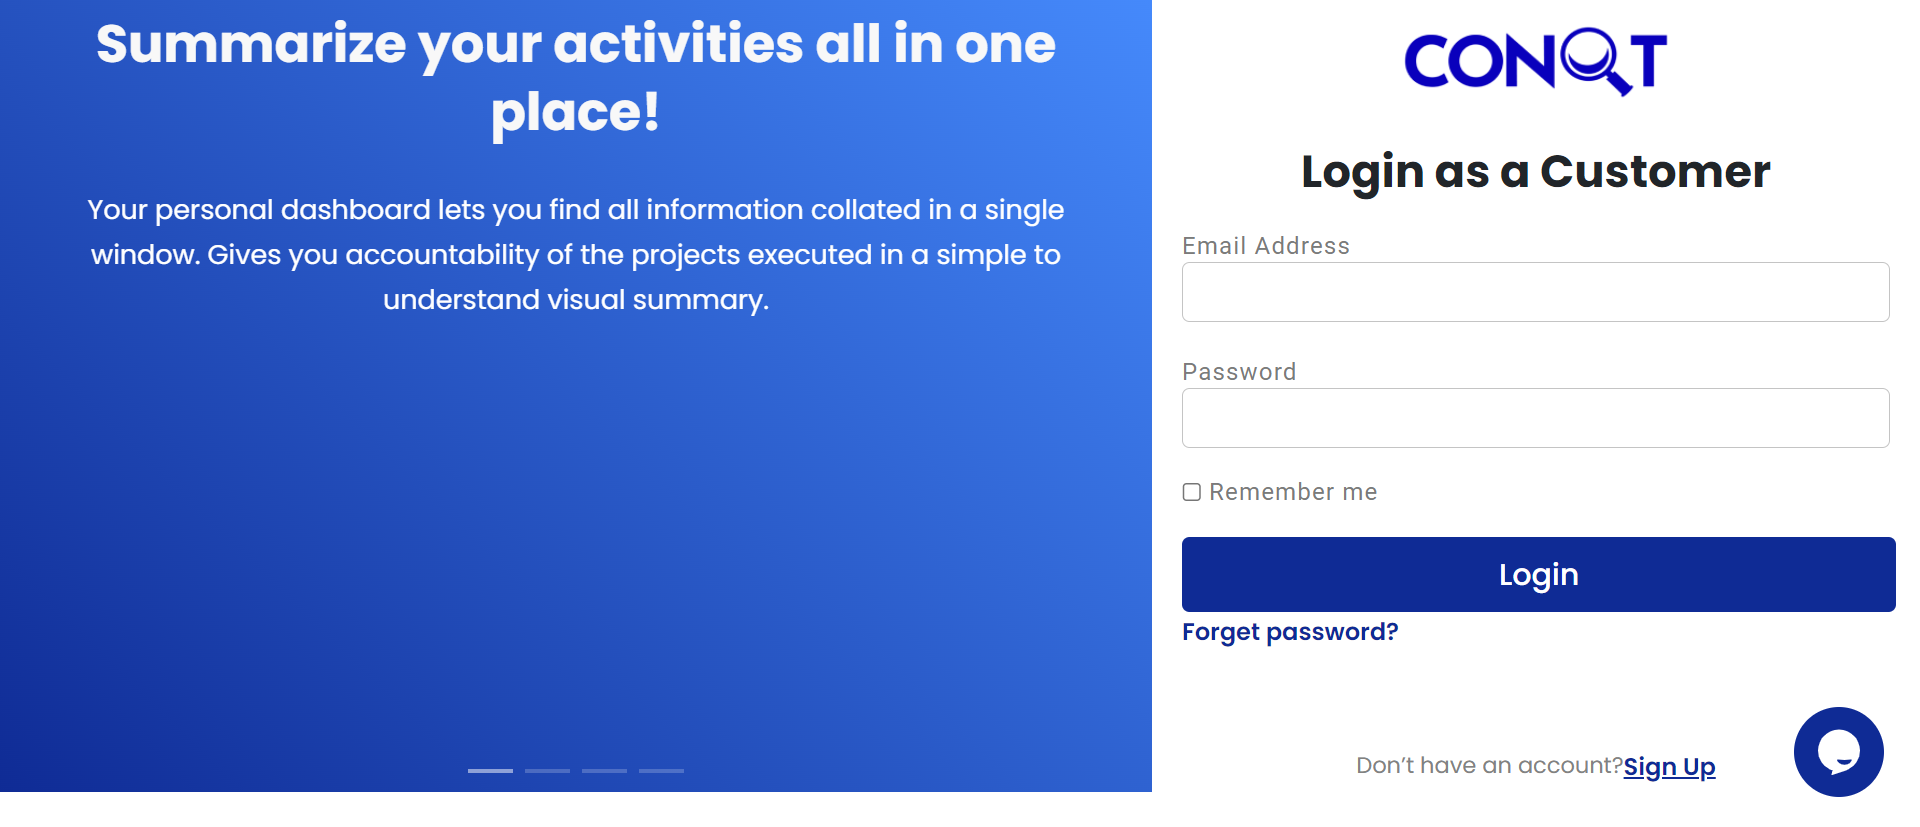 Summarize your activities all in one
place!
Your personal dashboard lets you find all information collated in a single
window. Gives you accountability of the projects executed in a simple to
understand visual summary.
CONQT
Login as a Customer
Email Address
Password
Remember me
Login
Forget password?
Don't have an account?Sign Up